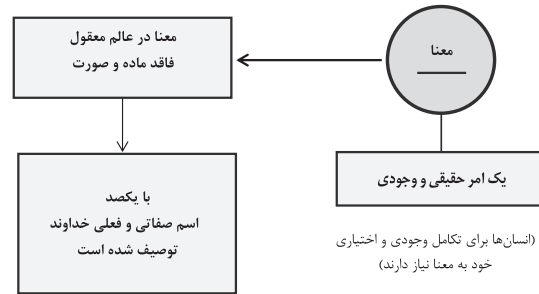 معنا
معنا در عالم معقول
فاقد ماده و صورت
یک امر حقیقی و وجودی
(انسان‌ها برای تکامل وجودی و اختیاری
خود به معنا نیاز دارند)
با یکصد
اسم صفاتی و فعلی خداوند
توصیف شده است